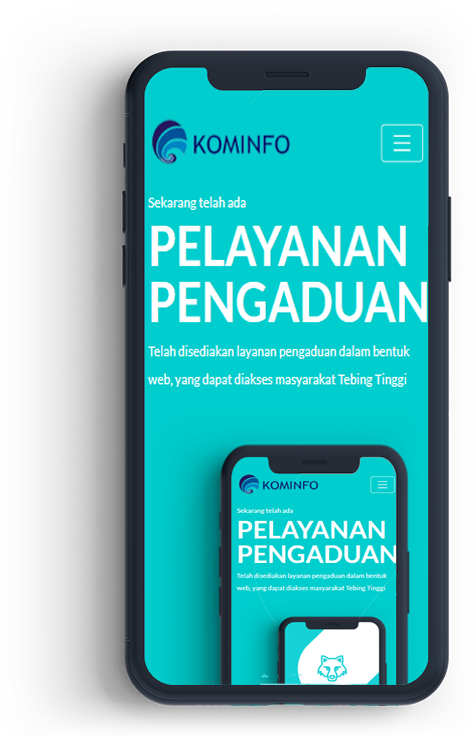 KOMINFO
Sekarang telah ada
PELAYANAN
PENGADUAN
Telah disediakan layanan pengaduan dalam bentuk
web, yang dapat diakses masyarakat Tebing Tinggi
KOMINFO
Sekarang telah ada
PELAYANAN
PENGADUAN
Telah disediakan layanan pengaduan dalam bentuk
web, yang dapat diakses masyarakat Tebing Tinggi